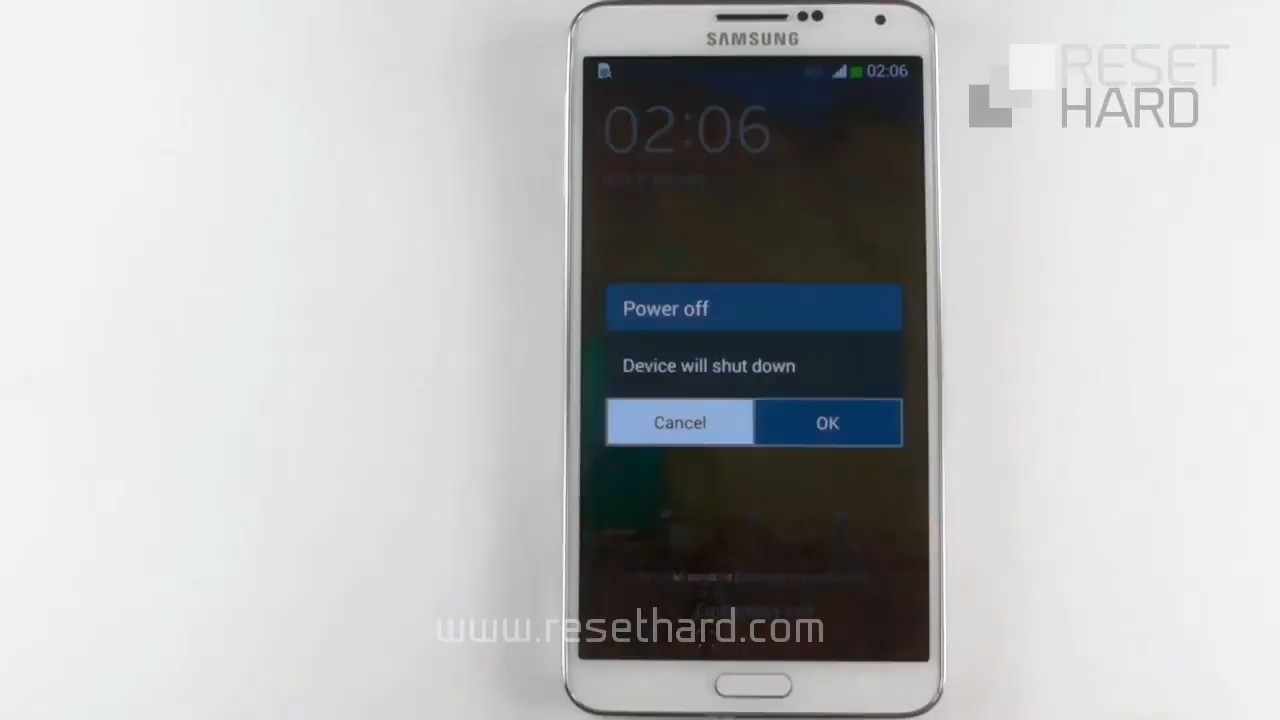 SAMSUNG
02:06
RESET
HARD
02:06
Power off
Device will shut down
Cancel
OK
www.resethard.com